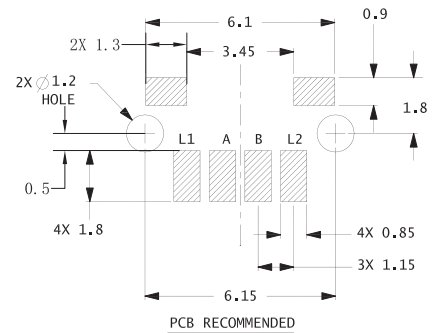 6.1
2X 1.3
0.9
3.45
2X ∅ 1.2
HOLE
1.8
L1 A B L2
0.5
4X 1.8
4X 0.85
3X 1.15
6.15
PCB RECOMMENDED